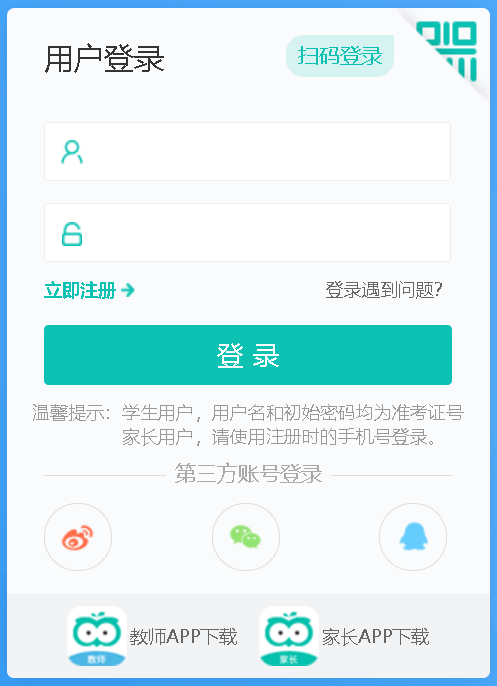 用户登录
扫码登录
立即注册
登录遇到问题?
登 录
温馨提示：学生用户，用户名和初始密码均为准考证号
家长用户，请使用注册时的手机号登录。
第三方账号登录
教师
教师APP下载
家长
家长APP下载